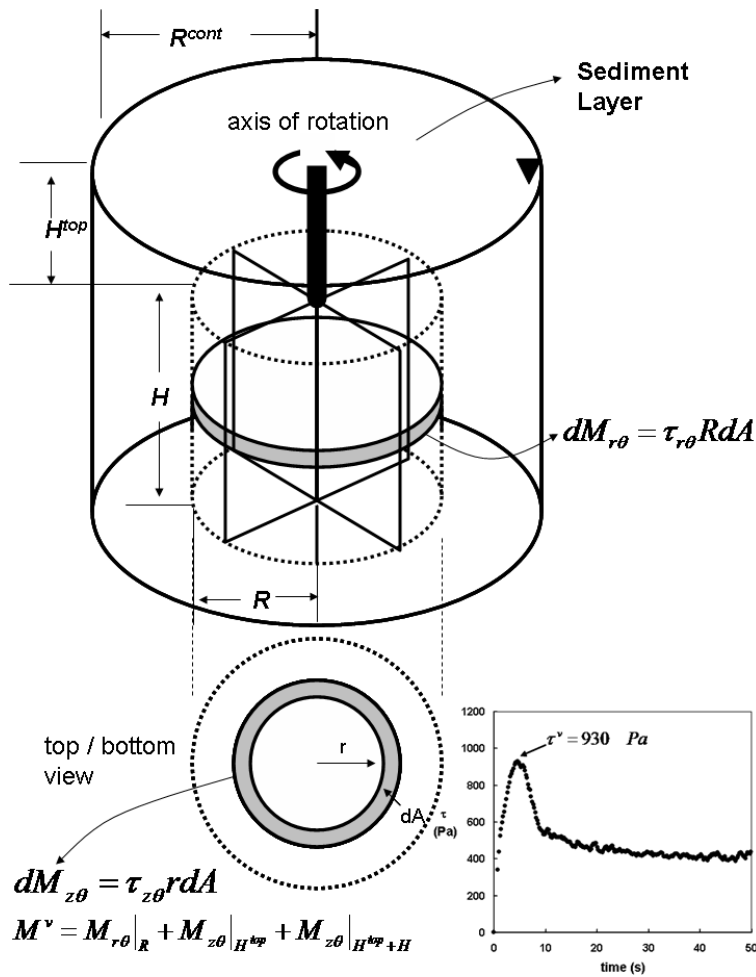 R^cont
Sediment
Layer
axis of rotation
H^top
H
dM_rθ = τ_rθ RdA
R
top / bottom
view
r
dA
dM_zθ = τ_zθ rdA
M^v = M_rθ|_R + M_zθ|_H^top + M_zθ|_H^top+H
1200
1000
800
τ
(Pa)
600
400
200
0
τ^v = 930 Pa
0 10 20 30 40 50
time (s)